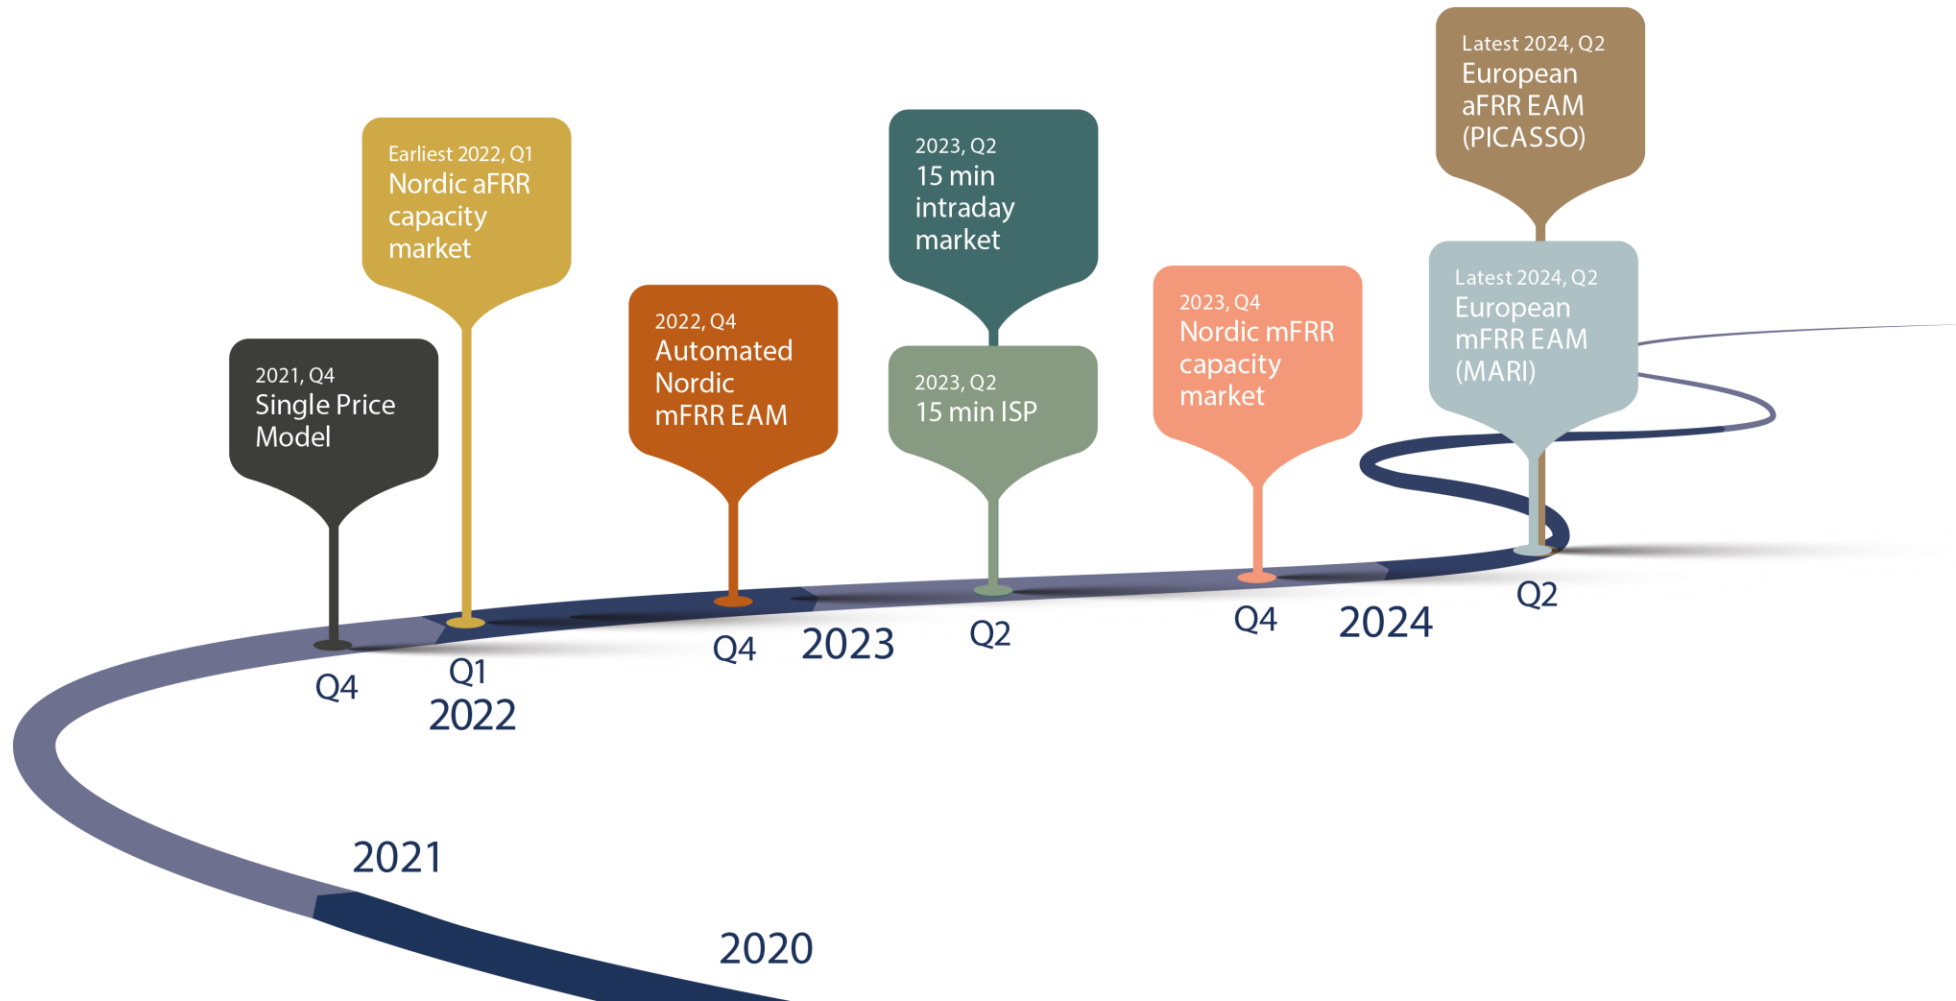 Latest 2024, Q2
European
aFRR EAM
(PICASSO)
Earliest 2022, Q1
Nordic aFRR
capacity
market
2023, Q2
15 min
intraday
market
Latest 2024, Q2
European
mFRR EAM
(MARI)
2023, Q4
Nordic mFRR
capacity
market
2022, Q4
Automated
Nordic
mFRR EAM
2021, Q4
Single Price
Model
2023, Q2
15 min ISP
Q4
Q1
2022
Q4
2023
Q2
Q4
2024
Q2
2021
2020